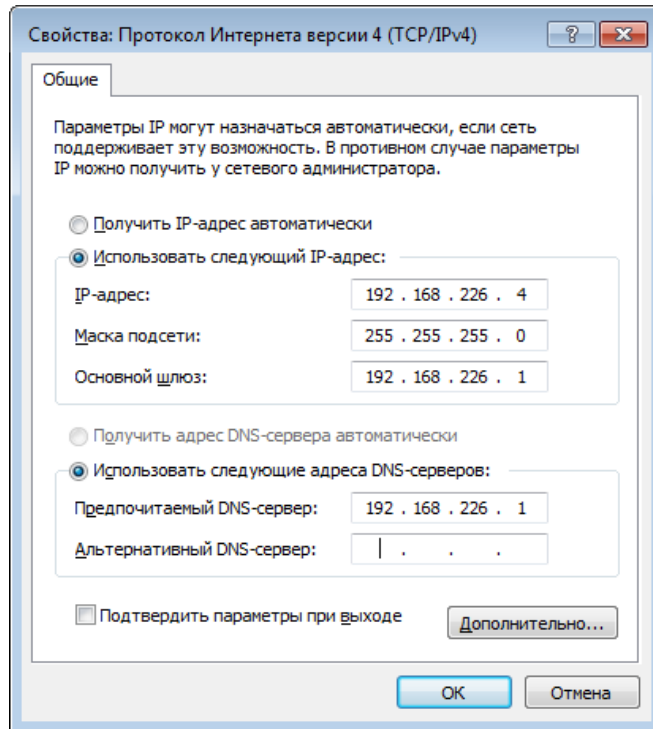 Свойства: Протокол Интернета версии 4 (TCP/IPv4)
Общие
Параметры IP могут назначаться автоматически, если сеть
поддерживает эту возможность. В противном случае параметры
IP можно получить у сетевого администратора.
Получить IP-адрес автоматически
Использовать следующий IP-адрес:
IP-адрес: 192 . 168 . 226 . 4
Маска подсети: 255 . 255 . 255 . 0
Основной шлюз: 192 . 168 . 226 . 1
Получить адрес DNS-сервера автоматически
Использовать следующие адреса DNS-серверов:
Предпочитаемый DNS-сервер: 192 . 168 . 226 . 1
Альтернативный DNS-сервер: . . .
Подтвердить параметры при выходе
Дополнительно...
ОК Отмена